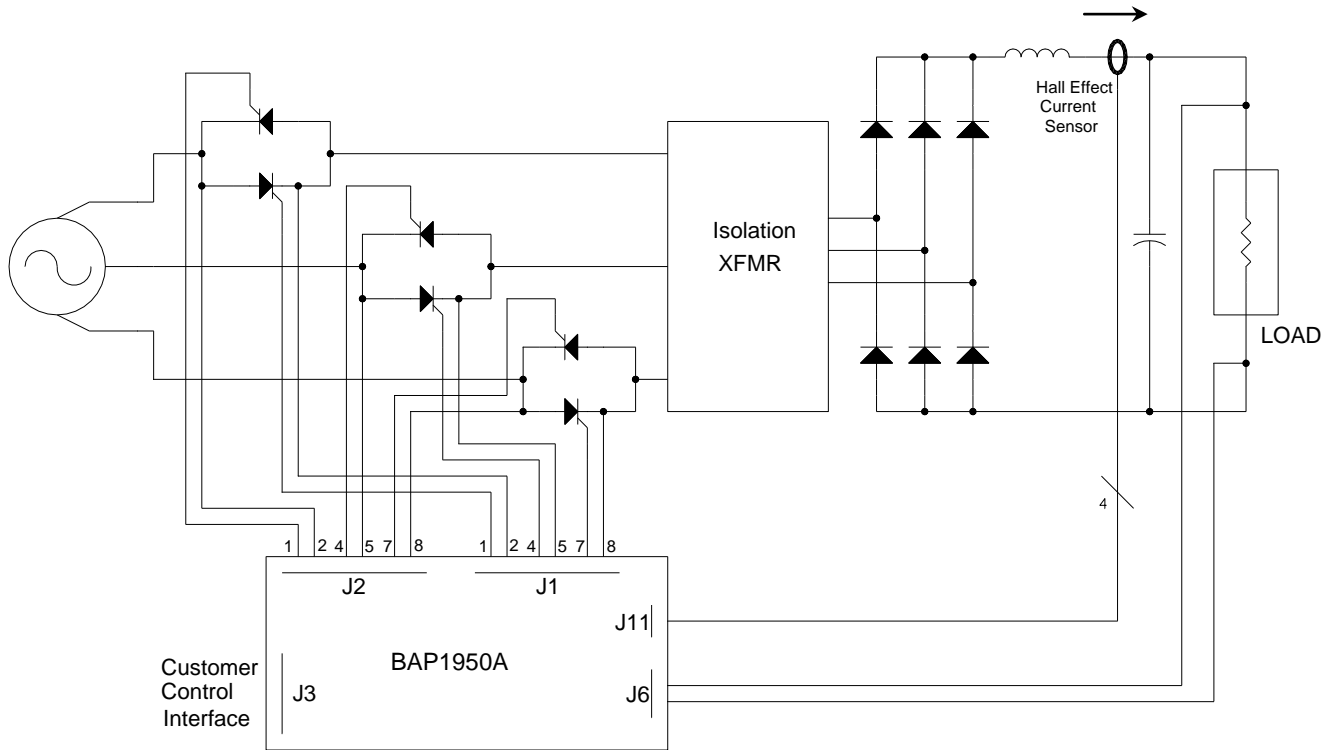 Hall Effect
Current
Sensor
Isolation
XFMR
LOAD
4
1 2 4 5 7 8 1 2 4 5 7 8
J2 J1
J11
BAP1950A
Customer
Control
Interface
J3
J6